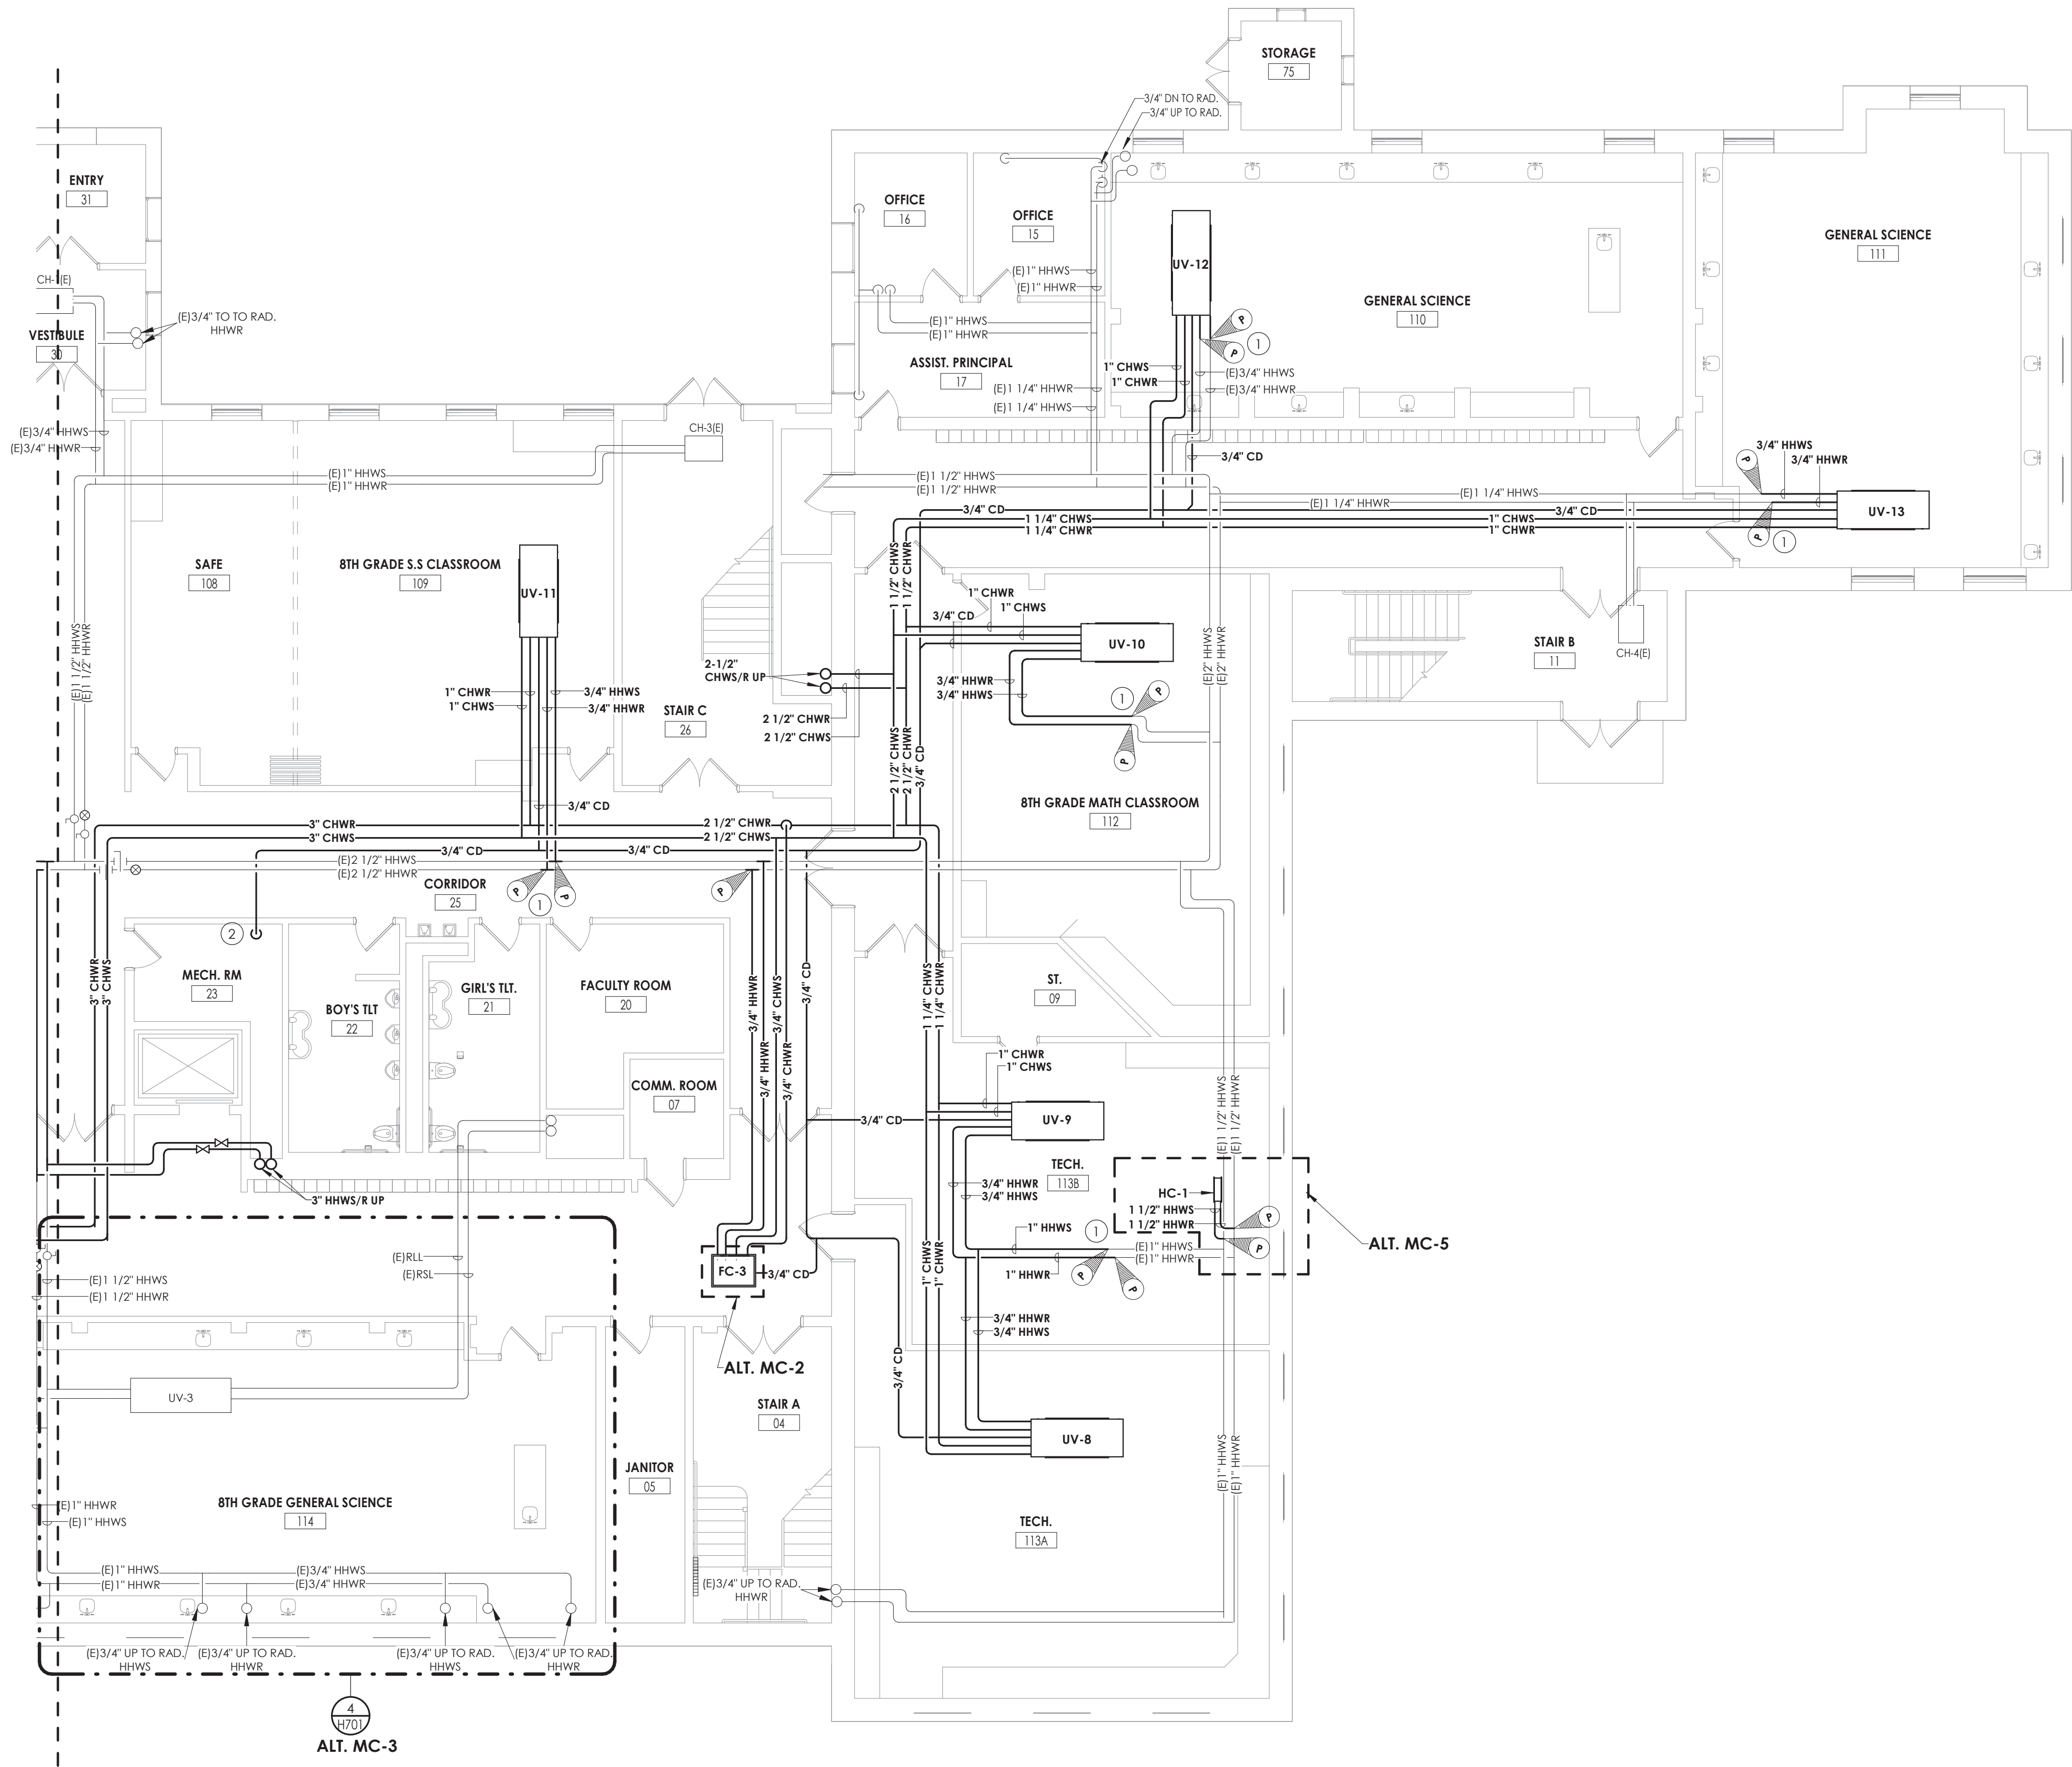 STORAGE
75
3/4" DN TO RAD.
3/4" UP TO RAD.
ENTRY
31
OFFICE
16
OFFICE
15
GENERAL SCIENCE
111
UV-12
(E)1" HHWS
(E)1" HHWR
CH-1(E)
GENERAL SCIENCE
110
(E)3/4" TO TO RAD.
HHWR
(E)1" HHWS
(E)1" HHWR
P
P
1
VESTIBULE
30
ASSIST. PRINCIPAL
17
1" CHWS
1" CHWR
(E)3/4" HHWS
(E)3/4" HHWR
(E)1 1/4" HHWR
(E)1 1/4" HHWS
CH-3(E)
(E)3/4" HHWS
(E)3/4" HHWR
3/4" HHWS
3/4" HHWR
P
3/4" CD
(E)1" HHWS
(E)1" HHWR
(E)1 1/2" HHWS
(E)1 1/2" HHWR
(E)1 1/4" HHWS
(E)1 1/4" HHWR
3/4" CD
3/4" CD
UV-13
1 1/4" CHWS
1 1/4" CHWR
1" CHWS
1" CHWR
P
1
SAFE
108
8TH GRADE S.S CLASSROOM
109
UV-11
1 1/2" CHWS
1 1/2" CHWR
1" CHWR
1" CHWS
3/4" CD
UV-10
STAIR B
11
CH-4(E)
(E)1 1/2" HHWS
(E)1 1/2" HHWR
(E)2" HHWS
(E)2" HHWR
2-1/2"
CHWS/R UP
3/4" HHWR
3/4" HHWS
1
P
P
1" CHWR
1" CHWS
3/4" HHWS
3/4" HHWR
STAIR C
26
2 1/2" CHWR
2 1/2" CHWS
2 1/2" CHWS
2 1/2" CHWR
3/4" CD
3/4" CD
8TH GRADE MATH CLASSROOM
112
3" CHWR
3" CHWS
2 1/2" CHWR
2 1/2" CHWS
3/4" CD
3/4" CD
(E)2 1/2" HHWS
(E)2 1/2" HHWR
CORRIDOR
25
P
1
P
P
2
MECH. RM
23
3" CHWR
3" CHWS
BOY'S TLT
22
GIRL'S TLT.
21
FACULTY ROOM
20
3/4" HHWR
3/4" HHWR
3/4" CHWS
3/4" CHWR
3/4" CD
1 1/4" CHWS
1 1/4" CHWR
ST.
09
1" CHWR
1" CHWS
COMM. ROOM
07
3/4" CD
UV-9
(E)1 1/2" HHWS
(E)1 1/2" HHWR
TECH.
113B
3/4" HHWR
3/4" HHWS
HC-1
1 1/2" HHWS
1 1/2" HHWR
P
P
3" HHWS/R UP
1" HHWS
1
(E)1" HHWS
(E)1" HHWR
1" HHWR
P
P
ALT. MC-5
(E)RLL
(E)RSL
FC-3
3/4" CD
1" CHWS
1" CHWR
(E)1 1/2" HHWS
(E)1 1/2" HHWR
3/4" HHWR
3/4" HHWS
ALT. MC-2
3/4" CD
UV-3
STAIR A
04
UV-8
(E)1" HHWS
(E)1" HHWR
JANITOR
05
8TH GRADE GENERAL SCIENCE
114
(E)1" HHWR
(E)1" HHWS
TECH.
113A
(E)1" HHWS
(E)1" HHWR
(E)3/4" HHWS
(E)3/4" HHWR
(E)3/4" UP TO RAD.
HHWR
(E)3/4" UP TO RAD.
HHWS
(E)3/4" UP TO RAD.
HHWR
(E)3/4" UP TO RAD.
HHWS
(E)3/4" UP TO RAD.
HHWR
4
H701
ALT. MC-3